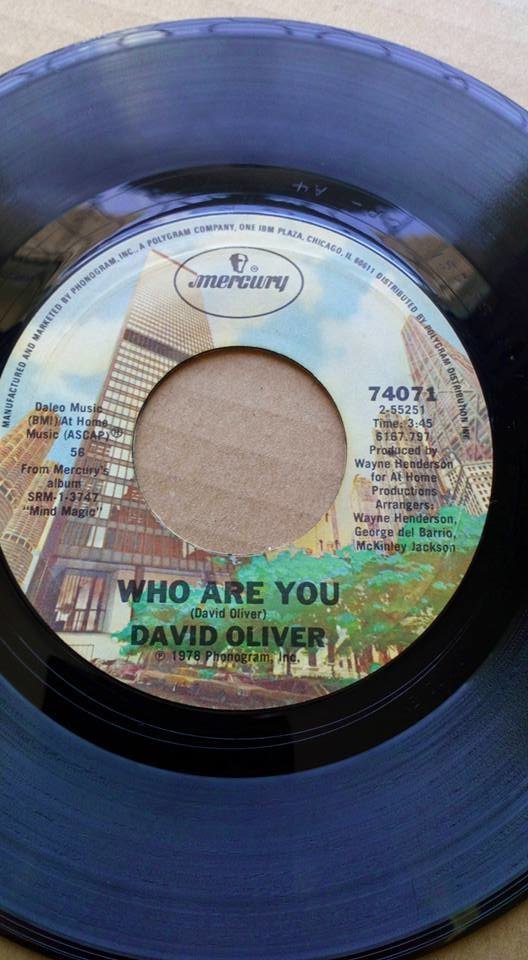 MANUFACTURED AND MARKETED BY PHONOGRAM, INC., A POLYGRAM COMPANY, ONE IBM PLAZA, CHICAGO, IL 60611 DISTRIBUTED BY POLYGRAM DISTRIBUTION
mercury®
Daleo Music
(BMI)/At Home
Music (ASCAP)
56
From Mercury's
album
SRM-1-3747
"Mind Magic"
74071
2-55251
Time: 3:45
6167.797
Produced by
Wayne Henderson
for At Home
Productions
Arrangers:
Wayne Henderson,
George del Barrio,
McKinley Jackson
WHO ARE YOU
(David Oliver)
DAVID OLIVER
℗ 1978 Phonogram, Inc.